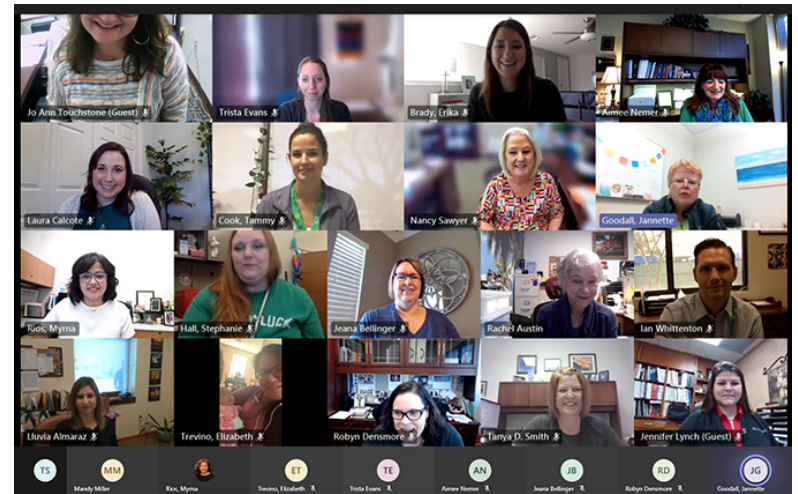 Jo Ann Touchstone (Guest)
Trista Evans
Brady, Erika
Aimee Nemer
Laura Calcote
Cook, Tammy
Nancy Sawyer
Goodall, Jannette
Rios, Myrna
Hall, Stephanie
LUCK
Jeana Bellinger
Rachel Austin
Ian Whittenton
Lluvia Almaraz
Trevino, Elizabeth
Robyn Densmore
Tanya D. Smith
Jennifer Lynch (Guest)
TS
MM
Mandy Miller
Rios, Myrna
ET
Trevino, Elizabeth
TE
Trista Evans
AN
Aimee Nemer
JB
Jeana Bellinger
RD
Robyn Densmore
JG
Goodall, Jannette